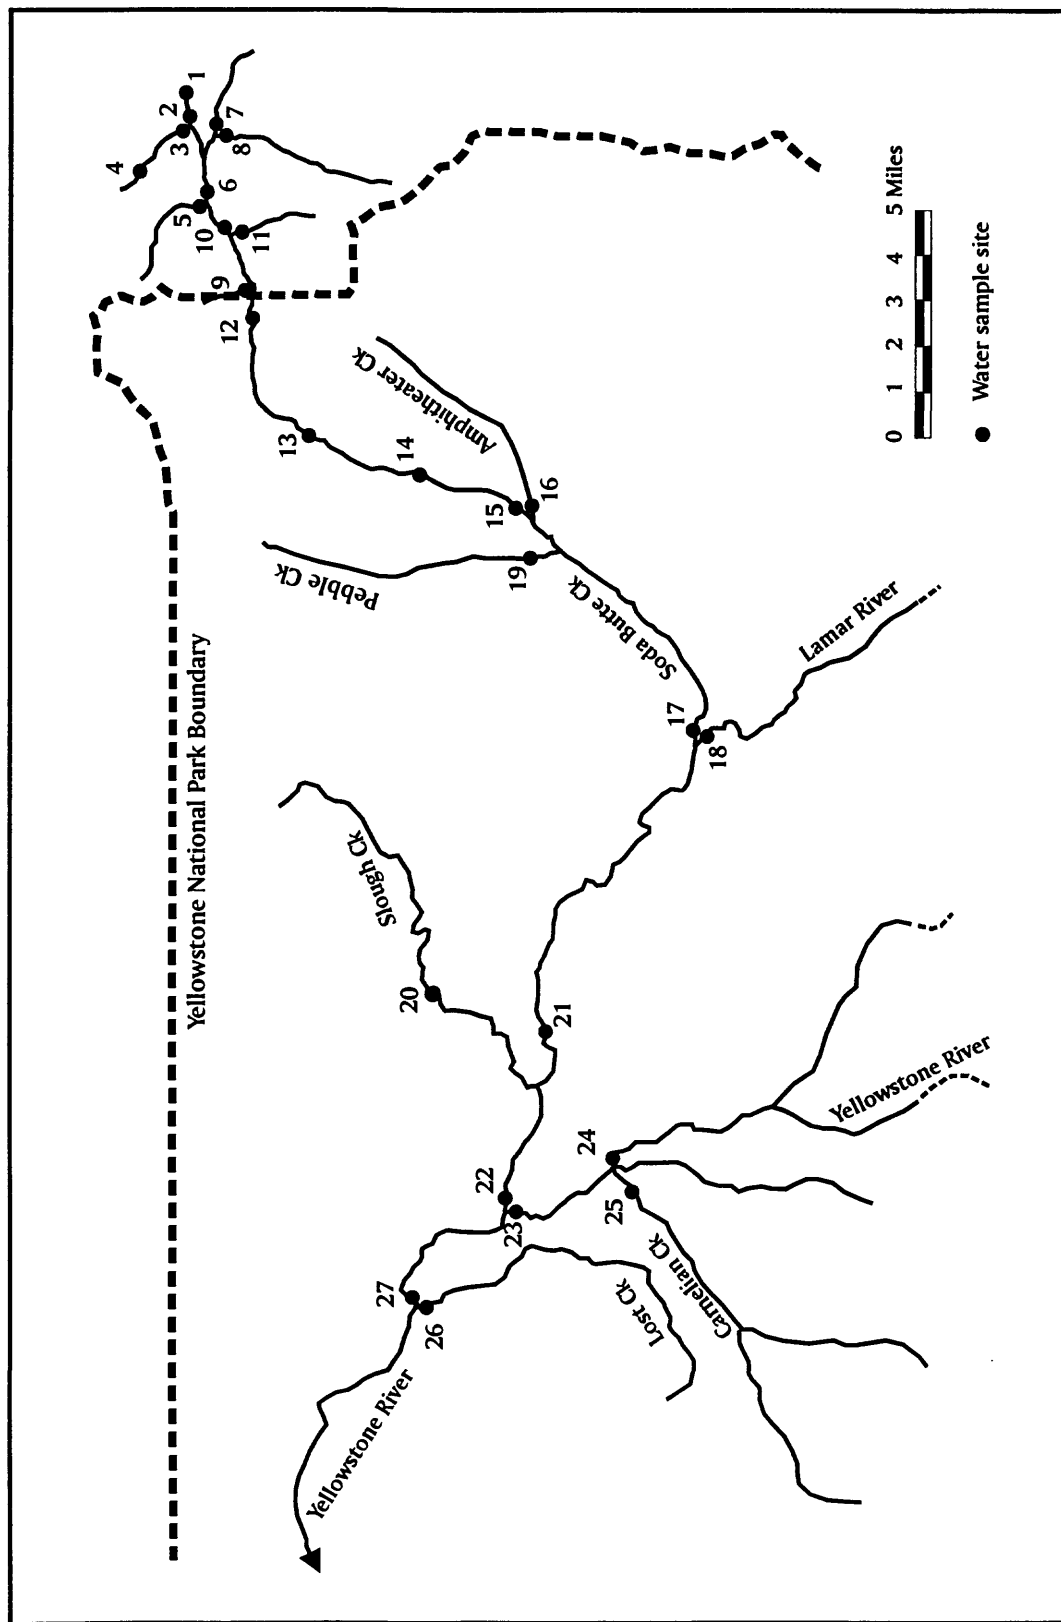 Yellowstone National Park Boundary
1
2
3
4
5
6
7
8
9
10
11
12
13
14
15
16
17
18
19
20
21
22
23
24
25
26
27
Amphitheater Ck
Pebble Ck
Soda Butte Ck
Lamar River
Slough Ck
Yellowstone River
Carnelian Ck
Lost Ck
Yellowstone River
0 1 2 3 4 5 Miles
Water sample site